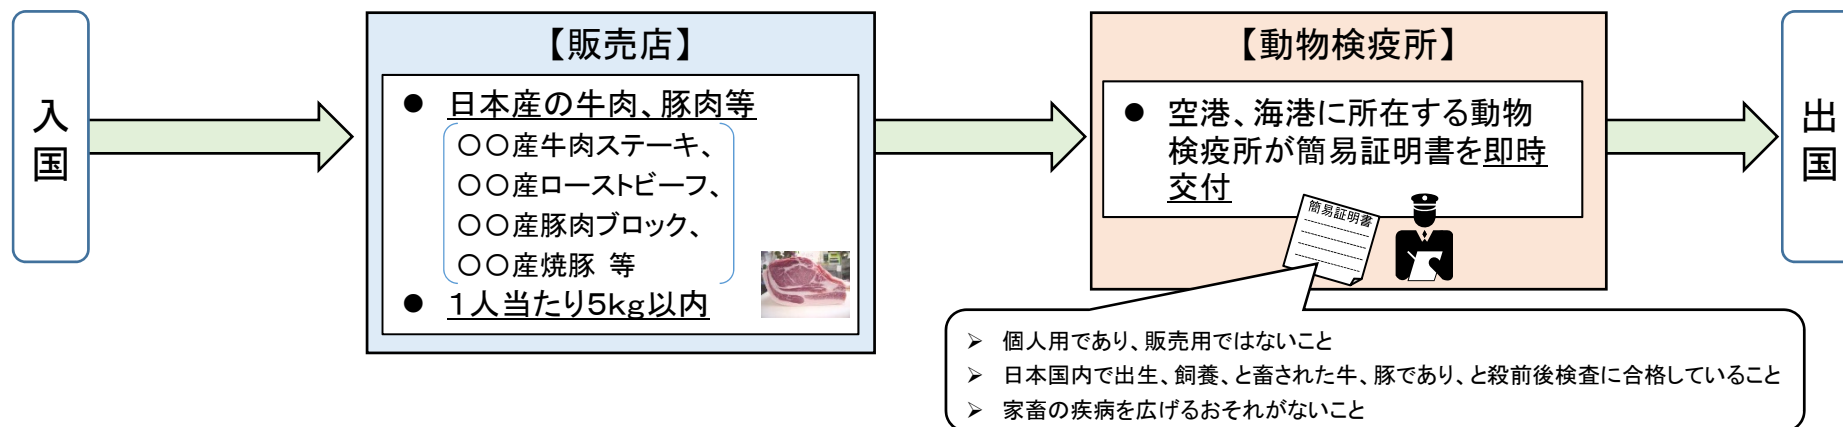 入国
【販売店】
● 日本産の牛肉、豚肉等
〇〇産牛肉ステーキ、
〇〇産ローストビーフ、
〇〇産豚肉ブロック、
〇〇産焼豚 等
● 1人当たり5kg以内
【動物検疫所】
● 空港、海港に所在する動物
検疫所が簡易証明書を即時
交付
簡易証明書
➢ 個人用であり、販売用ではないこと
➢ 日本国内で出生、飼養、と畜された牛、豚であり、と殺前後検査に合格していること
➢ 家畜の疾病を広げるおそれがないこと
出国